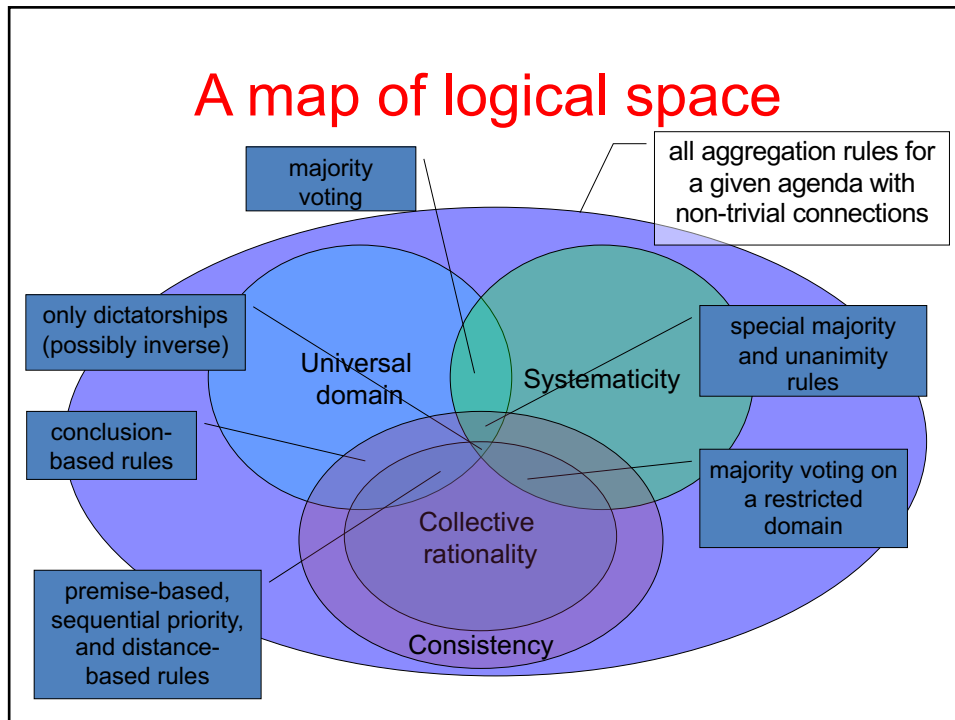 A map of logical space
majority
voting
all aggregation rules for
a given agenda with
non-trivial connections
only dictatorships
(possibly inverse)
Universal
domain
Systematicity
special majority
and unanimity
rules
conclusion-
based rules
majority voting on
a restricted
domain
Collective
rationality
premise-based,
sequential priority,
and distance-
based rules
Consistency